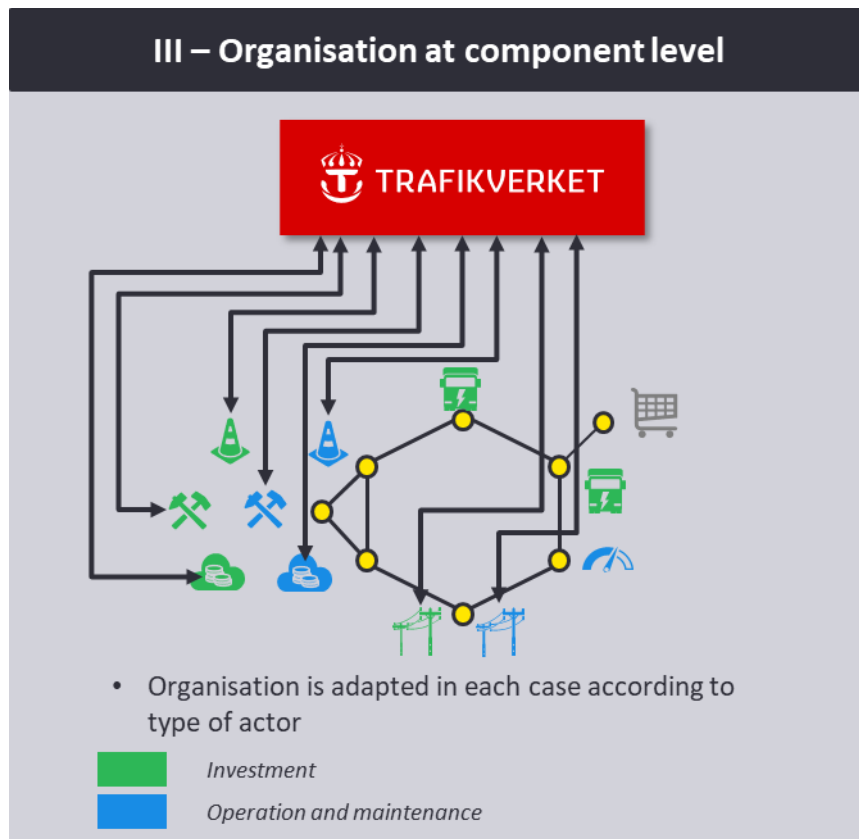 III – Organisation at component level
TRAFIKVERKET
• Organisation is adapted in each case according to
type of actor
Investment
Operation and maintenance